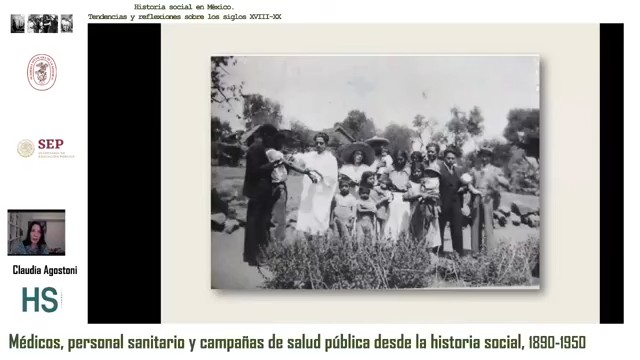 Historia social en México.
Tendencias y reflexiones sobre los siglos XVIII-XX
SEP
Claudia Agostoni
HS
Médicos, personal sanitario y campañas de salud pública desde la historia social, 1890-1950